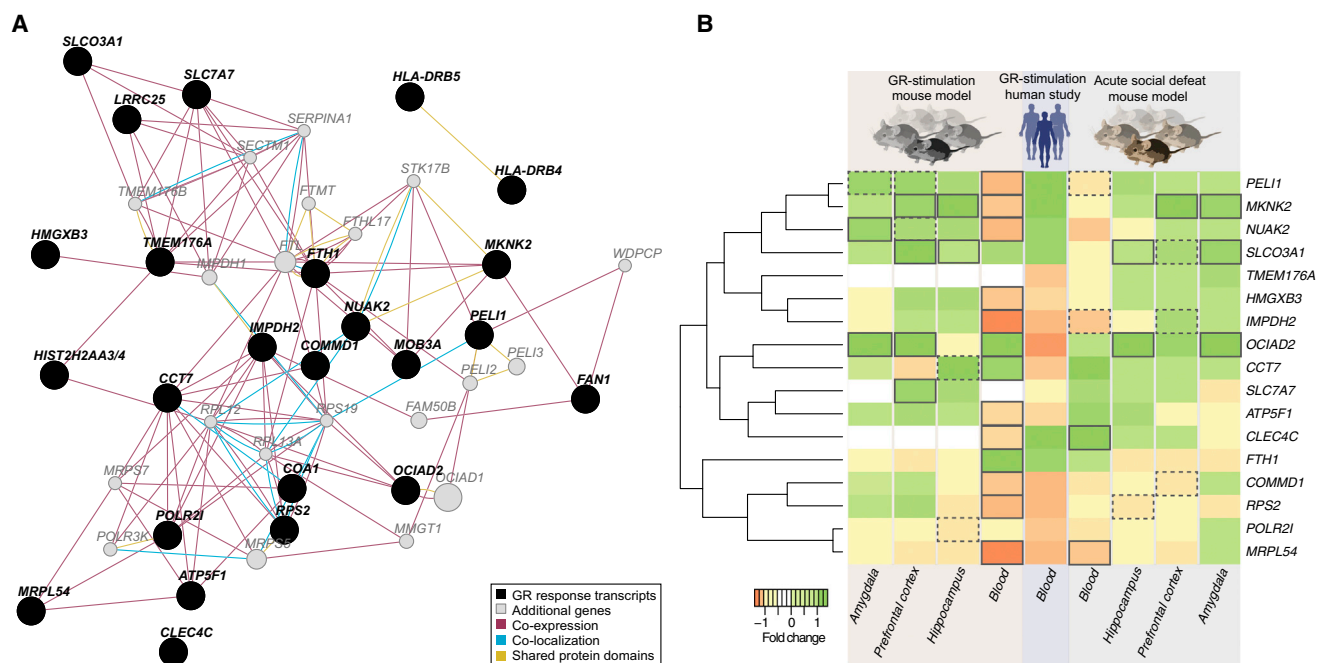 A
SLCO3A1
SLC7A7
HLA-DRB5
LRRC25
SERPINA1
SECTM1
STK17B
HLA-DRB4
TMEM176B
FTMT
FTHL17
HMGXB3
TMEM176A
FTL
FTH1
MKNK2
WDPCP
IMPDH1
NUAK2
PELI1
IMPDH2
COMMD1
MOB3A
PELI3
HIST2H2AA3/4
PELI2
CCT7
FAN1
RPL12
RPS19
FAM50B
RPL13A
MRPS7
COA1
OCIAD2
OCIAD1
POLR2I
RPS2
MMGT1
POLR3K
MRPS5
ATP5F1
MRPL54
CLEC4C
GR response transcripts
Additional genes
Co-expression
Co-localization
Shared protein domains
B
GR-stimulation
mouse model
GR-stimulation
human study
Acute social defeat
mouse model
PELI1
MKNK2
NUAK2
SLCO3A1
TMEM176A
HMGXB3
IMPDH2
OCIAD2
CCT7
SLC7A7
ATP5F1
CLEC4C
FTH1
COMMD1
RPS2
POLR2I
MRPL54
Amygdala
Prefrontal cortex
Hippocampus
Blood
Blood
Blood
Hippocampus
Prefrontal cortex
Amygdala
−1 0 1
Fold change